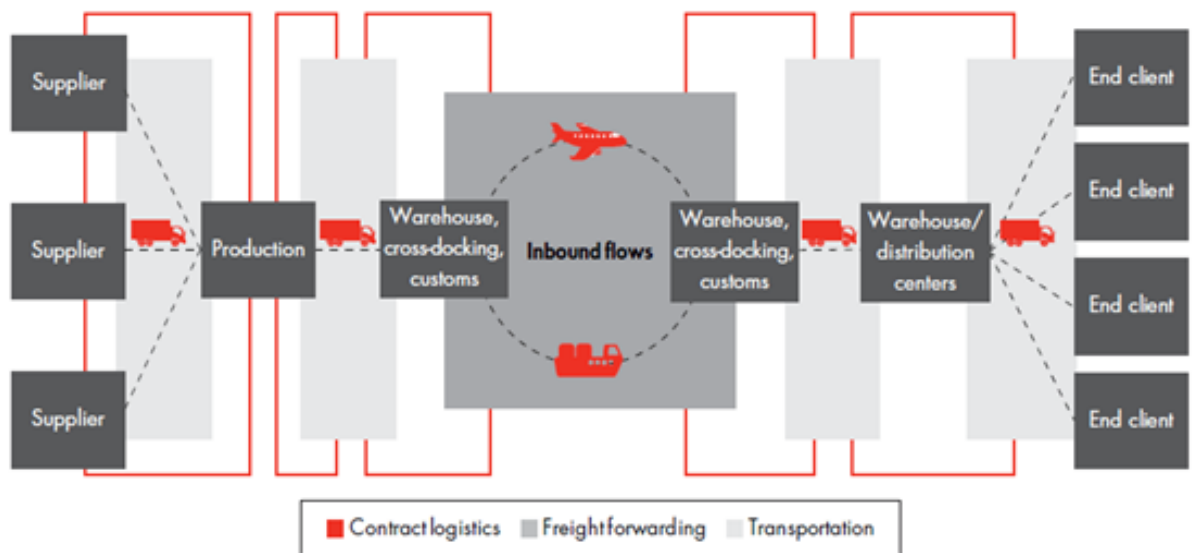 Supplier
Supplier
Supplier
Production
Warehouse,
cross-docking,
customs
Inbound flows
Warehouse,
cross-docking,
customs
Warehouse/
distribution
centers
End client
End client
End client
End client
Contract logistics
Freight forwarding
Transportation